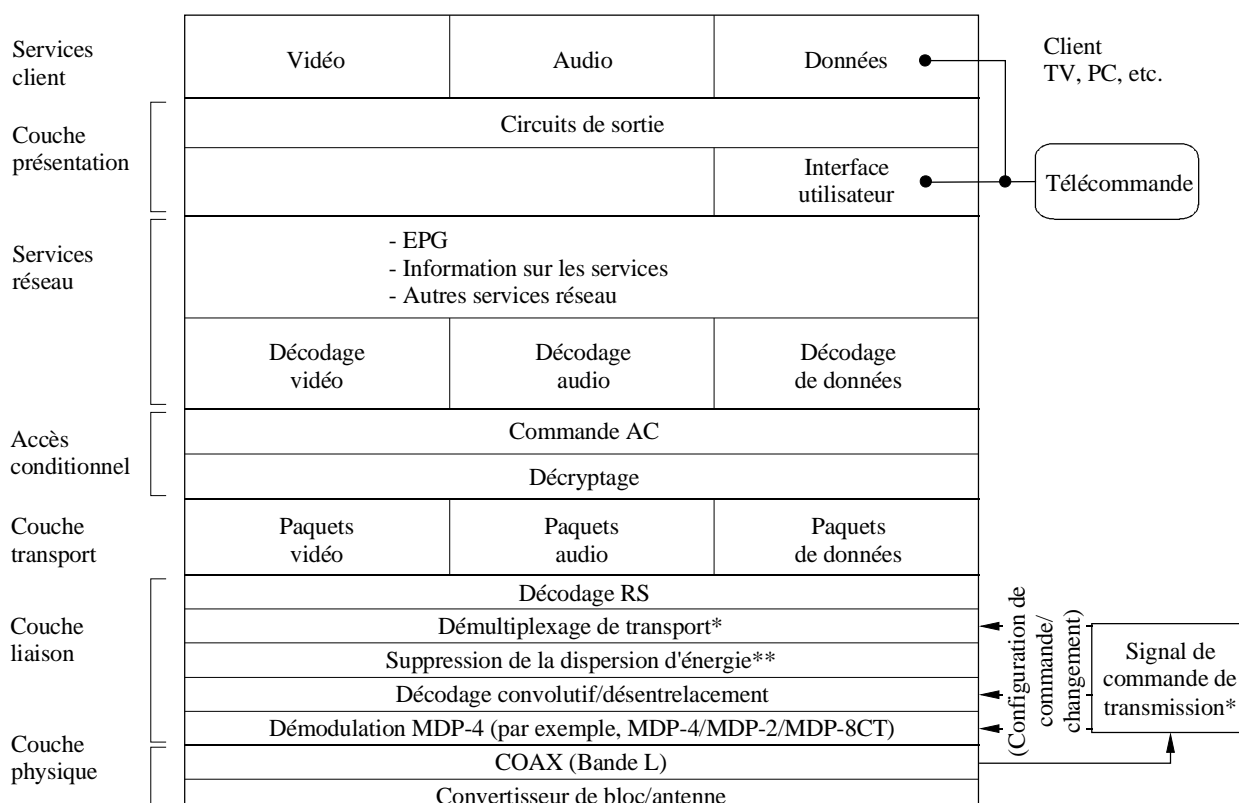 Services
client
Vidéo
Audio
Données
Client
TV, PC, etc.
Couche
présentation
Circuits de sortie
Interface
utilisateur
Télécommande
Services
réseau
- EPG
- Information sur les services
- Autres services réseau
Décodage
vidéo
Décodage
audio
Décodage
de données
Accès
conditionnel
Commande AC
Décryptage
Couche
transport
Paquets
vidéo
Paquets
audio
Paquets
de données
Couche
liaison
Décodage RS
Démultiplexage de transport*
Suppression de la dispersion d'énergie**
Décodage convolutif/désentrelacement
Démodulation MDP-4 (par exemple, MDP-4/MDP-2/MDP-8CT)
(Configuration de
commande/
changement)
Signal de
commande de
transmission*
Couche
physique
COAX (Bande L)
Convertisseur de bloc/antenne